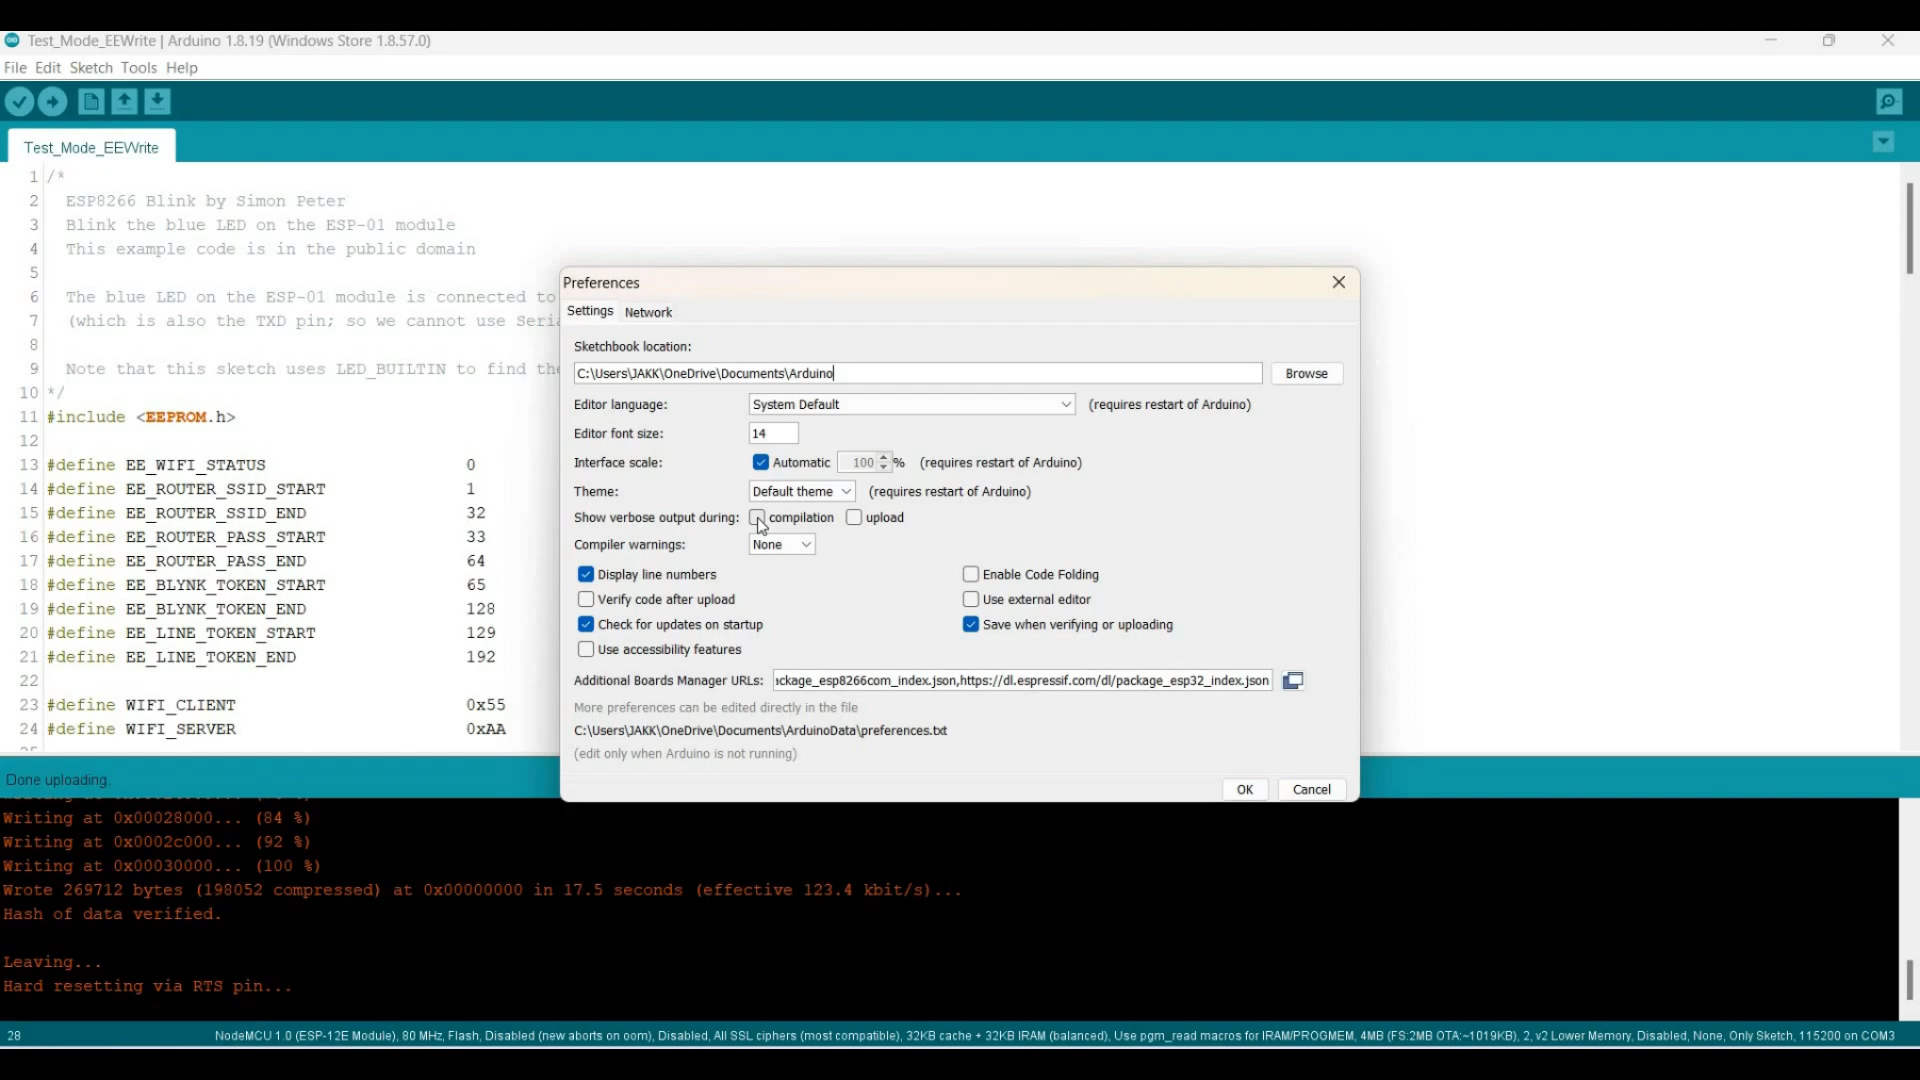 Test_Mode_EEWrite | Arduino 1.8.19 (Windows Store 1.8.57.0)
File Edit Sketch Tools Help
Test_Mode_EEWrite
1 /*
2 ESP8266 Blink by Simon Peter
3 Blink the blue LED on the ESP-01 module
4 This example code is in the public domain
5
6 The blue LED on the ESP-01 module is connected to
7 (which is also the TXD pin; so we cannot use Seri
8
9 Note that this sketch uses LED_BUILTIN to find th
10 */
11 #include <EEPROM.h>
12
13 #define EE_WIFI_STATUS 0
14 #define EE_ROUTER_SSID_START 1
15 #define EE_ROUTER_SSID_END 32
16 #define EE_ROUTER_PASS_START 33
17 #define EE_ROUTER_PASS_END 64
18 #define EE_BLYNK_TOKEN_START 65
19 #define EE_BLYNK_TOKEN_END 128
20 #define EE_LINE_TOKEN_START 129
21 #define EE_LINE_TOKEN_END 192
22
23 #define WIFI_CLIENT 0x55
24 #define WIFI_SERVER 0xAA
Preferences
Settings Network
Sketchbook location:
C:\Users\JAKK\OneDrive\Documents\Arduino Browse
Editor language: System Default (requires restart of Arduino)
Editor font size: 14
Interface scale: Automatic 100 % (requires restart of Arduino)
Theme: Default theme (requires restart of Arduino)
Show verbose output during: compilation upload
Compiler warnings: None
Display line numbers Enable Code Folding
Verify code after upload Use external editor
Check for updates on startup Save when verifying or uploading
Use accessibility features
Additional Boards Manager URLs: ackage_esp8266com_index.json,https://dl.espressif.com/dl/package_esp32_index.json
More preferences can be edited directly in the file
C:\Users\JAKK\OneDrive\Documents\ArduinoData\preferences.txt
(edit only when Arduino is not running)
OK Cancel
Done uploading.
Writing at 0x00028000... (84 %)
Writing at 0x0002c000... (92 %)
Writing at 0x00030000... (100 %)
Wrote 269712 bytes (198052 compressed) at 0x00000000 in 17.5 seconds (effective 123.4 kbit/s)...
Hash of data verified.
Leaving...
Hard resetting via RTS pin...
28 NodeMCU 1.0 (ESP-12E Module), 80 MHz, Flash, Disabled (new aborts on oom), Disabled, All SSL ciphers (most compatible), 32KB cache + 32KB IRAM (balanced), Use pgm_read macros for IRAM/PROGMEM, 4MB (FS:2MB OTA:~1019KB), 2, v2 Lower Memory, Disabled, None, Only Sketch, 115200 on COM3